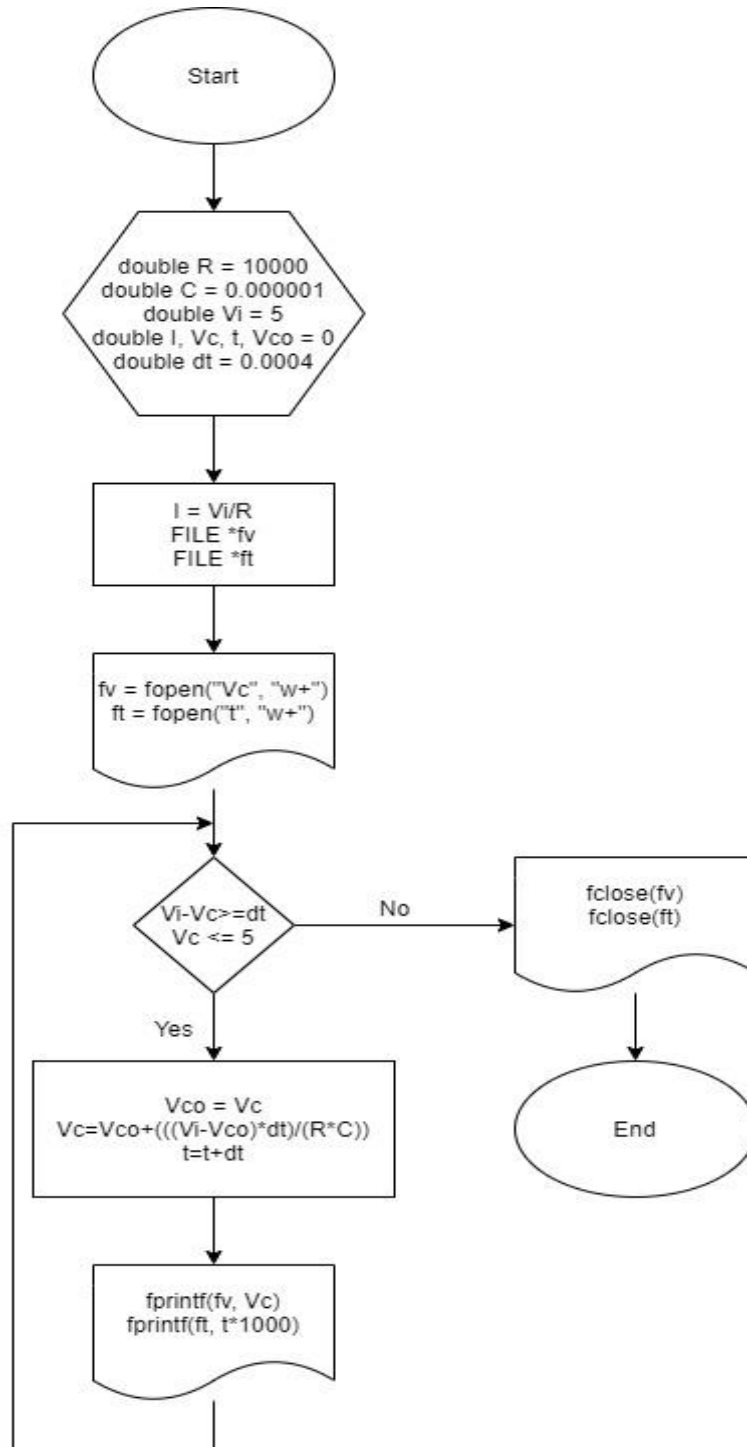 Start
double R = 10000
double C = 0.000001
double Vi = 5
double I, Vc, t, Vco = 0
double dt = 0.0004
I = Vi/R
FILE *fv
FILE *ft
fv = fopen("Vc", "w+")
ft = fopen("t", "w+")
Vi-Vc>=dt
Vc <= 5
No
fclose(fv)
fclose(ft)
Yes
Vco = Vc
Vc=Vco+(((Vi-Vco)*dt)/(R*C))
t=t+dt
End
fprintf(fv, Vc)
fprintf(ft, t*1000)